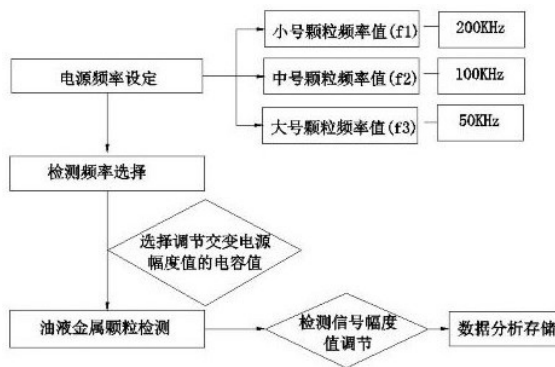 小号颗粒频率值(f1)
200KHz
电源频率设定
中号颗粒频率值(f2)
100KHz
大号颗粒频率值(f3)
50KHz
检测频率选择
选择调节交变电源
幅度值的电容值
油液金属颗粒检测
检测信号幅度
值调节
数据分析存储